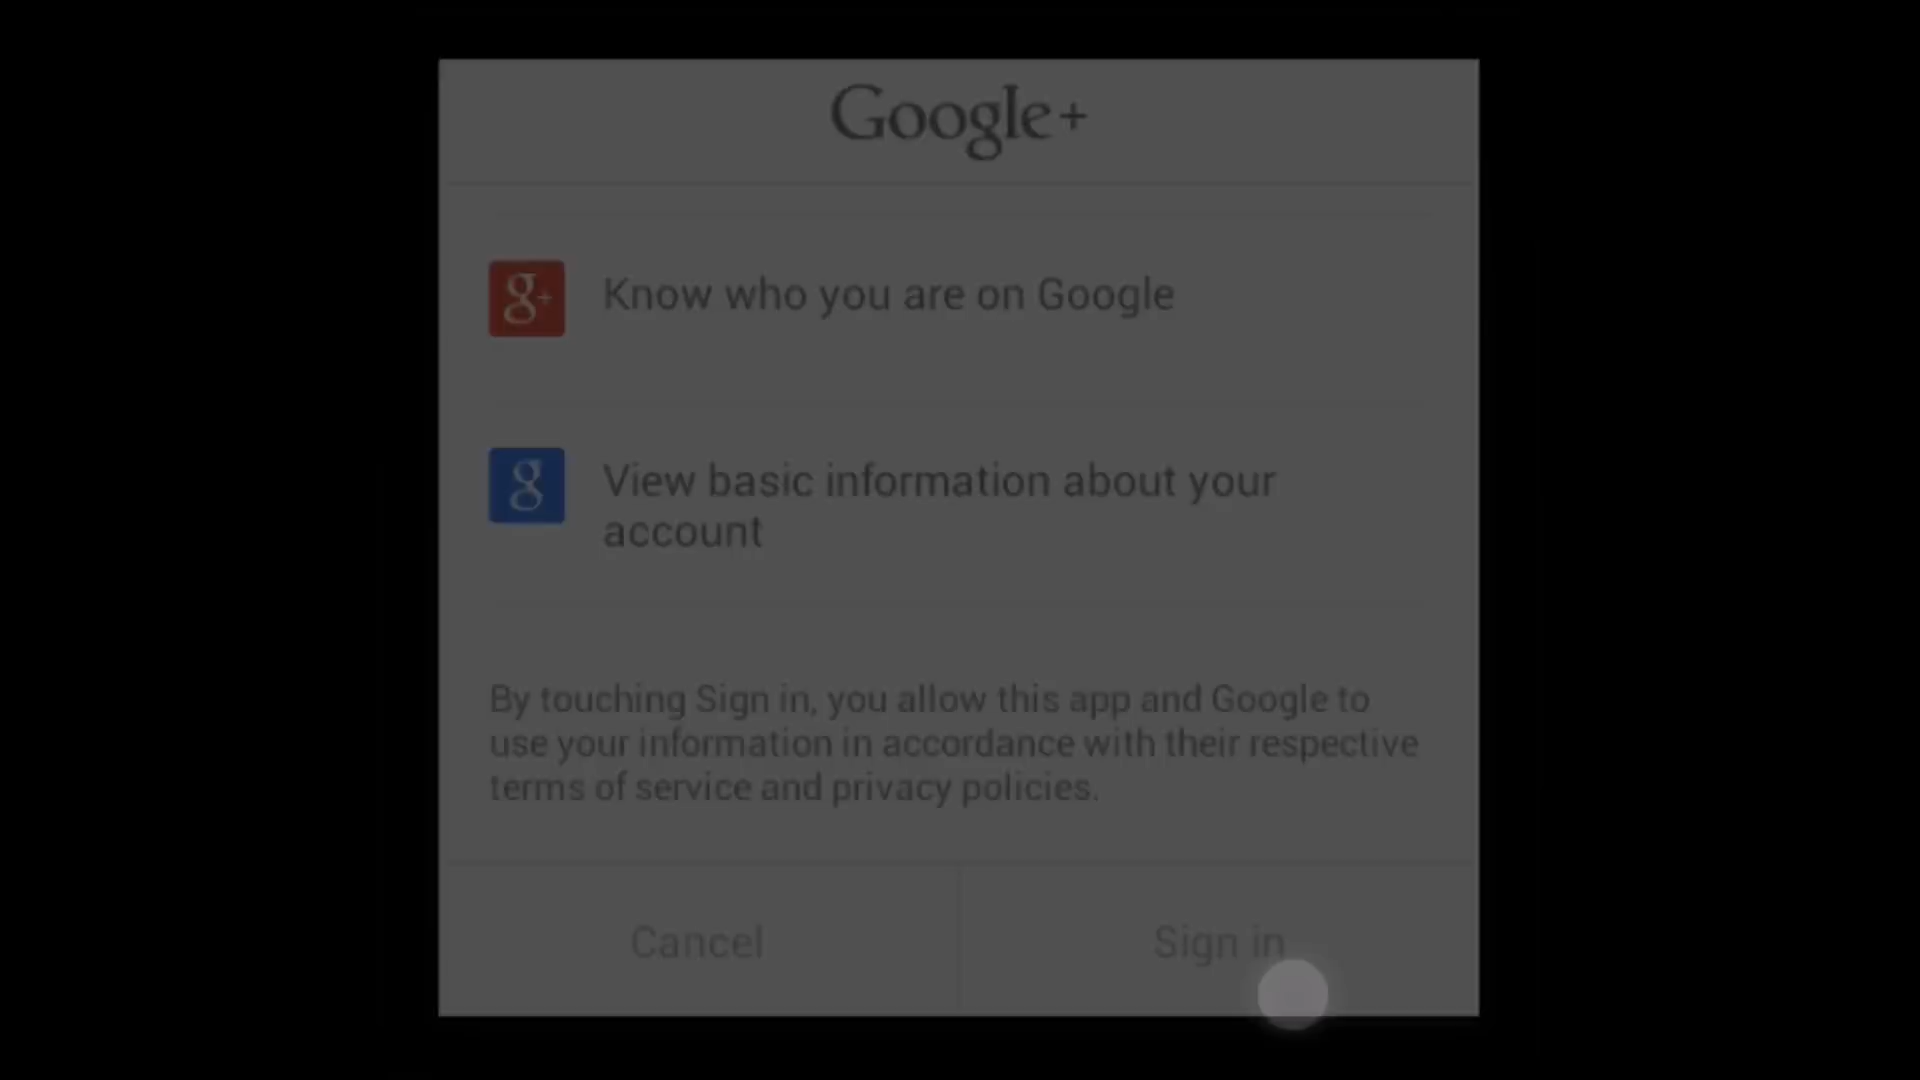 Google+
g+
Know who you are on Google
g
View basic information about your
account
By touching Sign in, you allow this app and Google to
use your information in accordance with their respective
terms of service and privacy policies.
Cancel
Sign in